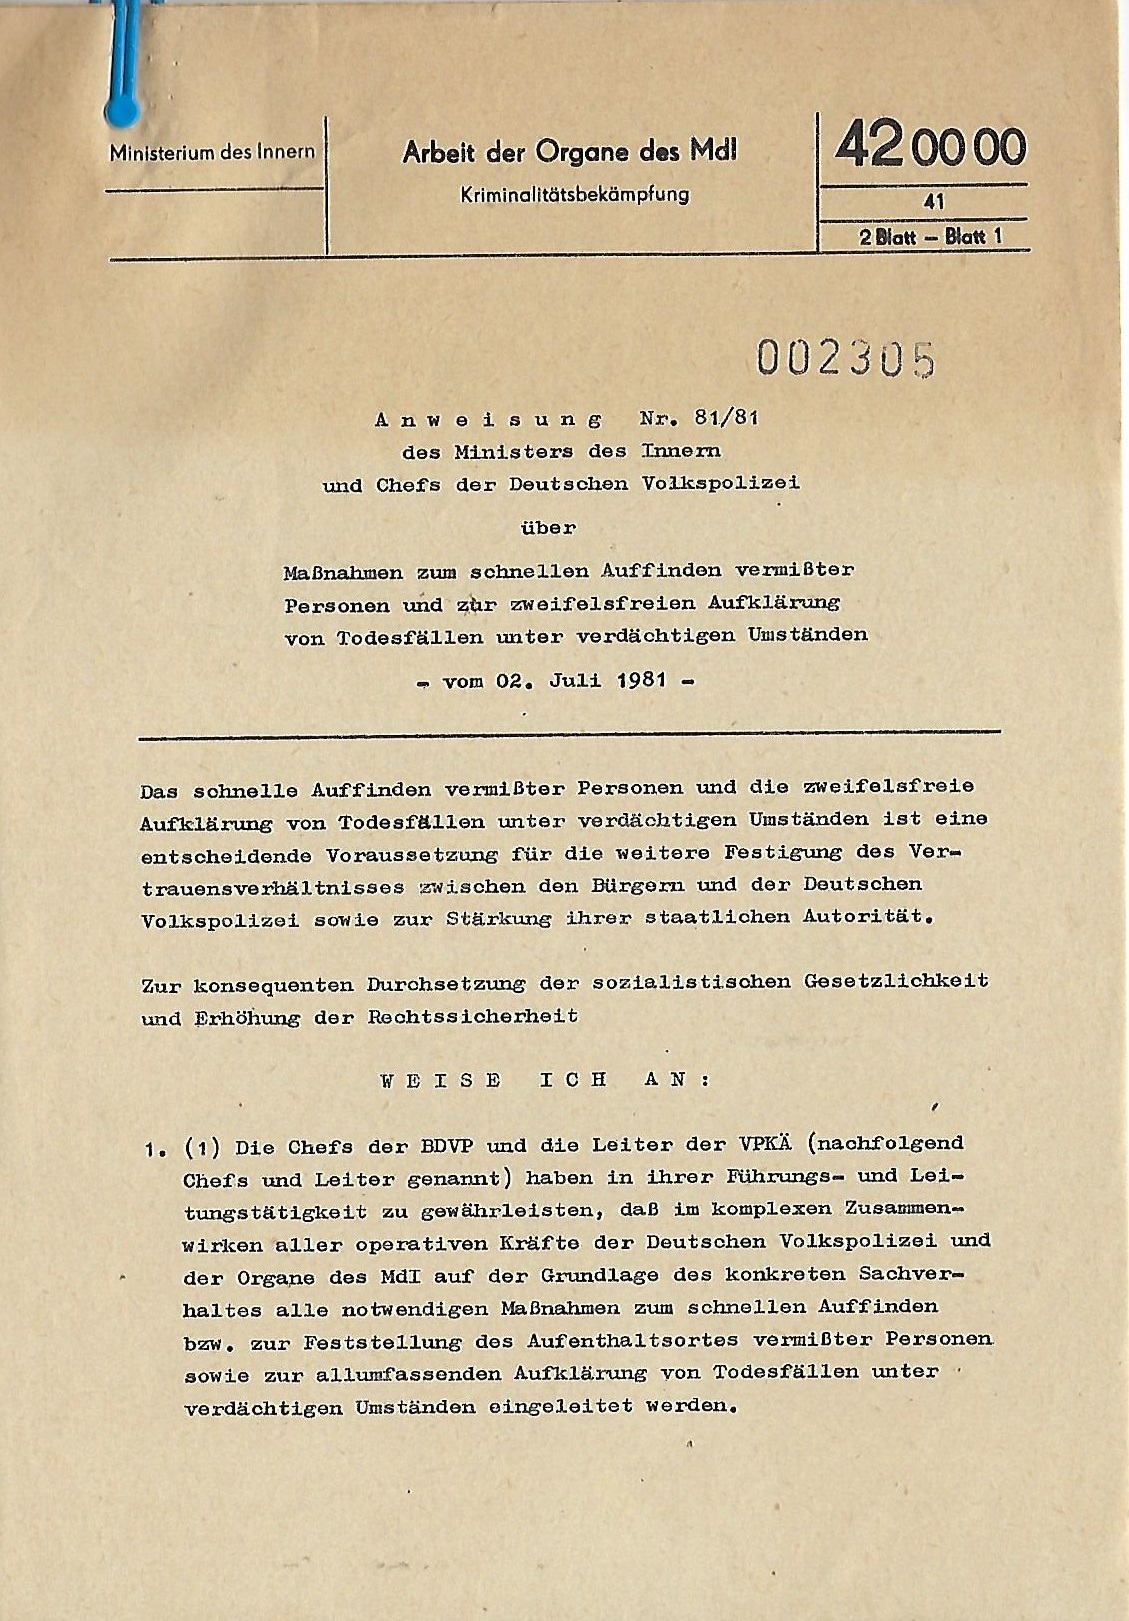 Ministerium des Innern
Arbeit der Organe des MdI
Kriminalitätsbekämpfung
42 00 00
41
2 Blatt – Blatt 1
002305
Anweisung Nr. 81/81
des Ministers des Innern
und Chefs der Deutschen Volkspolizei
über
Maßnahmen zum schnellen Auffinden vermißter
Personen und zur zweifelsfreien Aufklärung
von Todesfällen unter verdächtigen Umständen
- vom 02. Juli 1981 -
Das schnelle Auffinden vermißter Personen und die zweifelsfreie
Aufklärung von Todesfällen unter verdächtigen Umständen ist eine
entscheidende Voraussetzung für die weitere Festigung des Ver-
trauensverhältnisses zwischen den Bürgern und der Deutschen
Volkspolizei sowie zur Stärkung ihrer staatlichen Autorität.
Zur konsequenten Durchsetzung der sozialistischen Gesetzlichkeit
und Erhöhung der Rechtssicherheit
WEISE ICH AN:
1. (1) Die Chefs der BDVP und die Leiter der VPKÄ (nachfolgend
Chefs und Leiter genannt) haben in ihrer Führungs- und Lei-
tungstätigkeit zu gewährleisten, daß im komplexen Zusammen-
wirken aller operativen Kräfte der Deutschen Volkspolizei und
der Organe des MdI auf der Grundlage des konkreten Sachver-
haltes alle notwendigen Maßnahmen zum schnellen Auffinden
bzw. zur Feststellung des Aufenthaltsortes vermißter Personen
sowie zur allumfassenden Aufklärung von Todesfällen unter
verdächtigen Umständen eingeleitet werden.